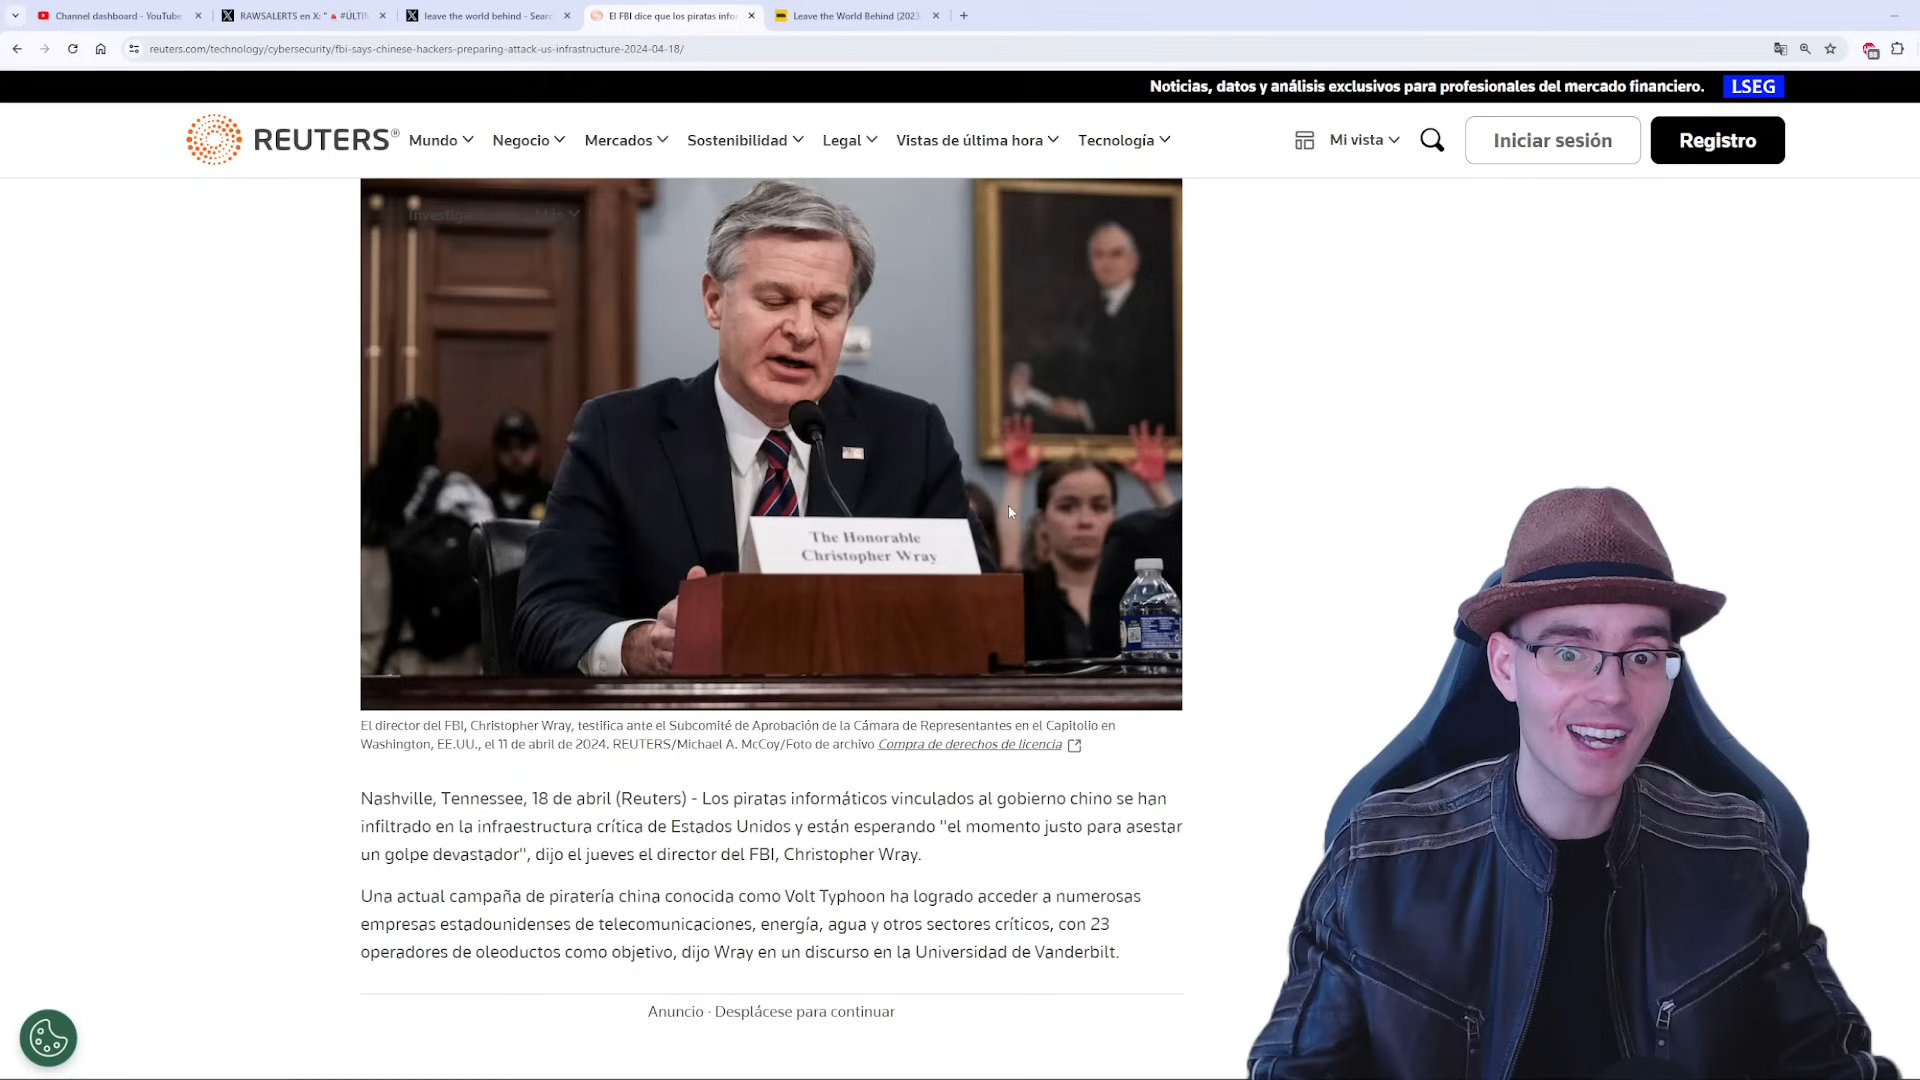 Channel dashboard - YouTube
RAWSALERTS en X: "🚨#ÚLTI
leave the world behind - Sear
El FBI dice que los piratas info
Leave the World Behind (2023
reuters.com/technology/cybersecurity/fbi-says-chinese-hackers-preparing-attack-us-infrastructure-2024-04-18/
Noticias, datos y análisis exclusivos para profesionales del mercado financiero. LSEG
REUTERS® Mundo Negocio Mercados Sostenibilidad Legal Vistas de última hora Tecnología Mi vista Iniciar sesión Registro
Más
The Honorable
Christopher Wray
El director del FBI, Christopher Wray, testifica ante el Subcomité de Aprobación de la Cámara de Representantes en el Capitolio en
Washington, EE.UU., el 11 de abril de 2024. REUTERS/Michael A. McCoy/Foto de archivo Compra de derechos de licencia
Nashville, Tennessee, 18 de abril (Reuters) - Los piratas informáticos vinculados al gobierno chino se han
infiltrado en la infraestructura crítica de Estados Unidos y están esperando "el momento justo para asestar
un golpe devastador", dijo el jueves el director del FBI, Christopher Wray.
Una actual campaña de piratería china conocida como Volt Typhoon ha logrado acceder a numerosas
empresas estadounidenses de telecomunicaciones, energía, agua y otros sectores críticos, con 23
operadores de oleoductos como objetivo, dijo Wray en un discurso en la Universidad de Vanderbilt.
Anuncio · Desplácese para continuar